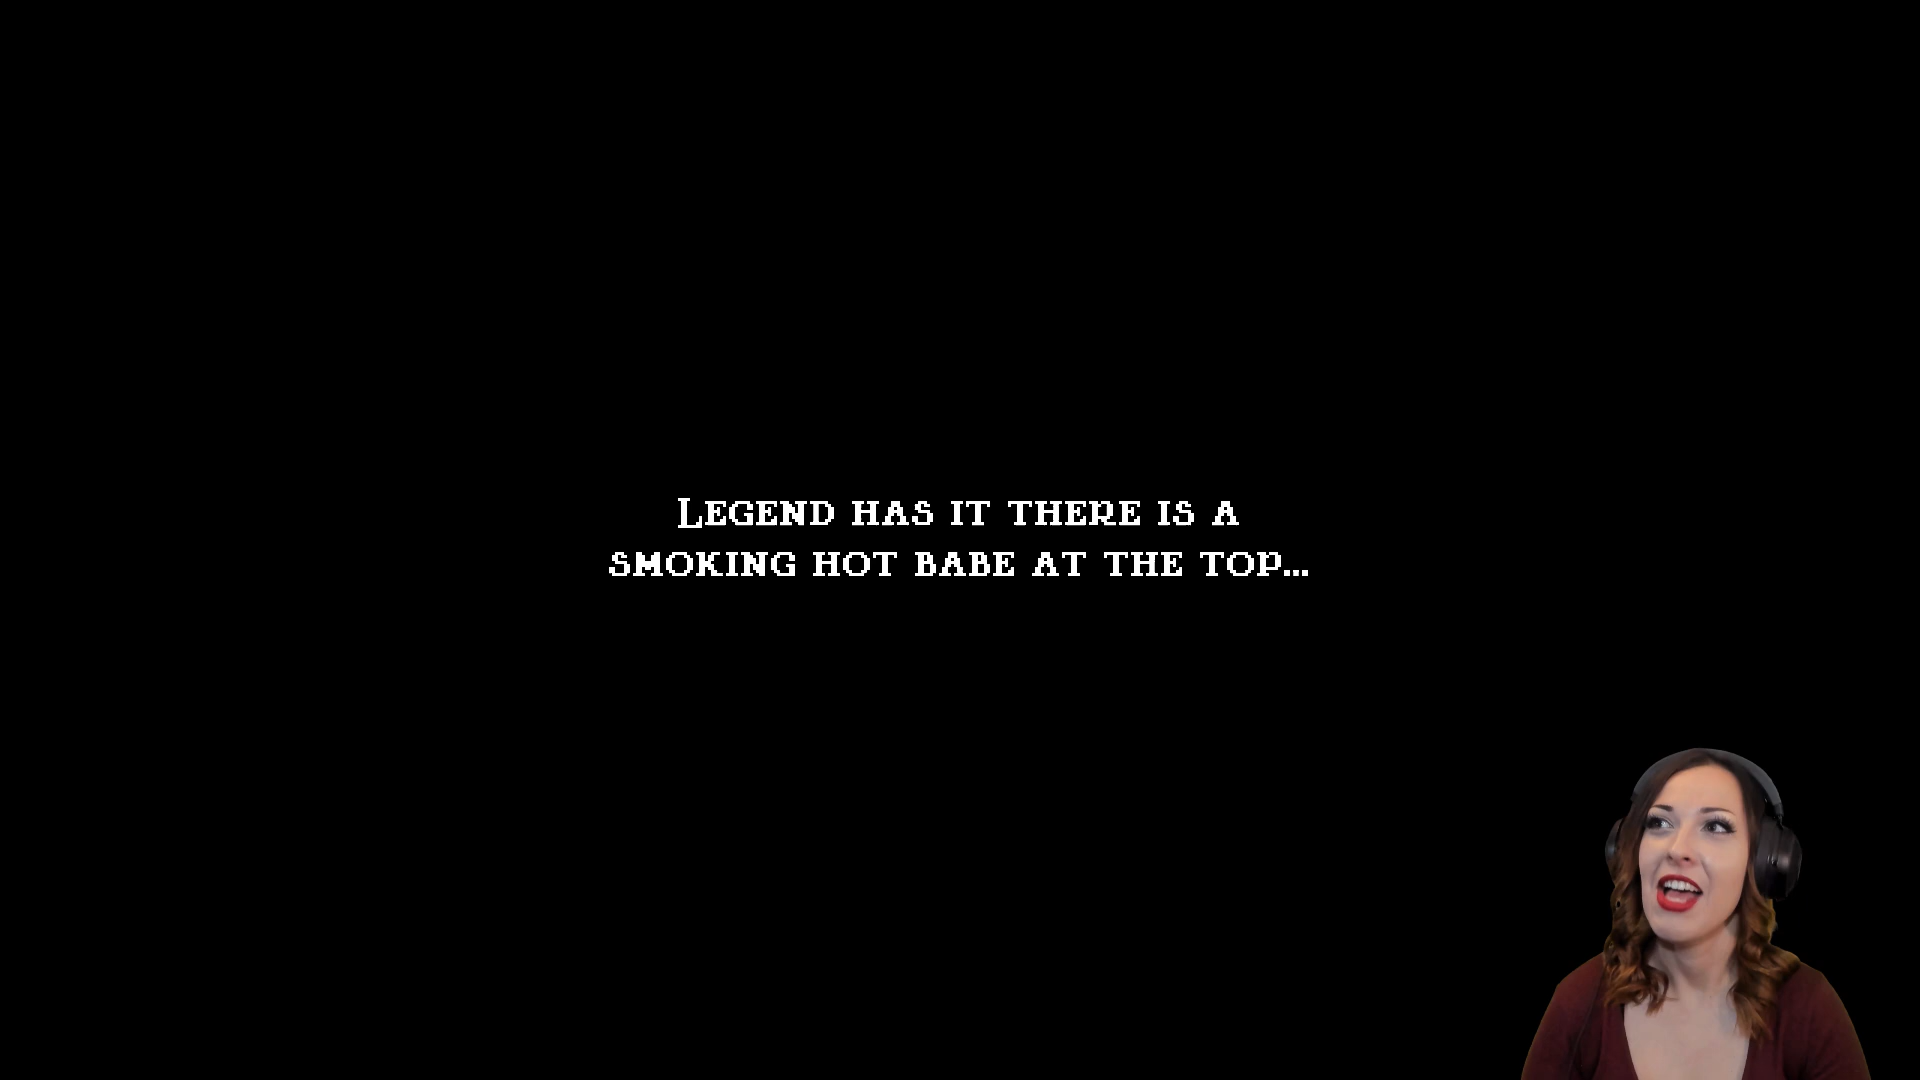 Legend has it there is a
smoking hot babe at the top...